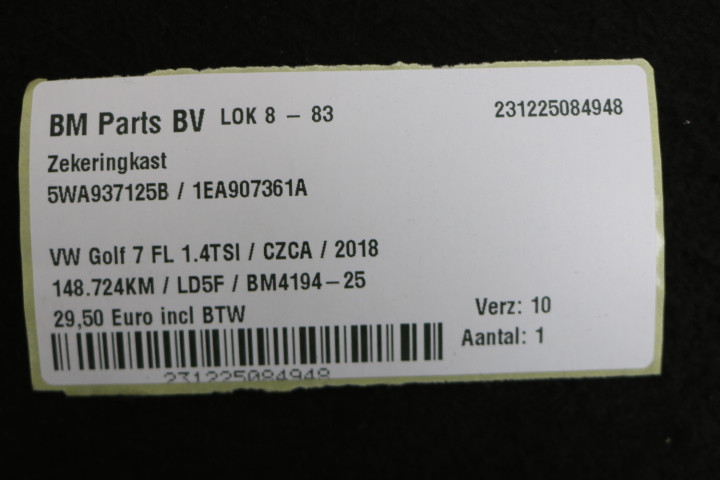 BM Parts BV LOK 8 – 83 231225084948
Zekeringkast
5WA937125B / 1EA907361A
VW Golf 7 FL 1.4TSI / CZCA / 2018
148.724KM / LD5F / BM4194–25
29,50 Euro incl BTW
Verz: 10
Aantal: 1
231225084948